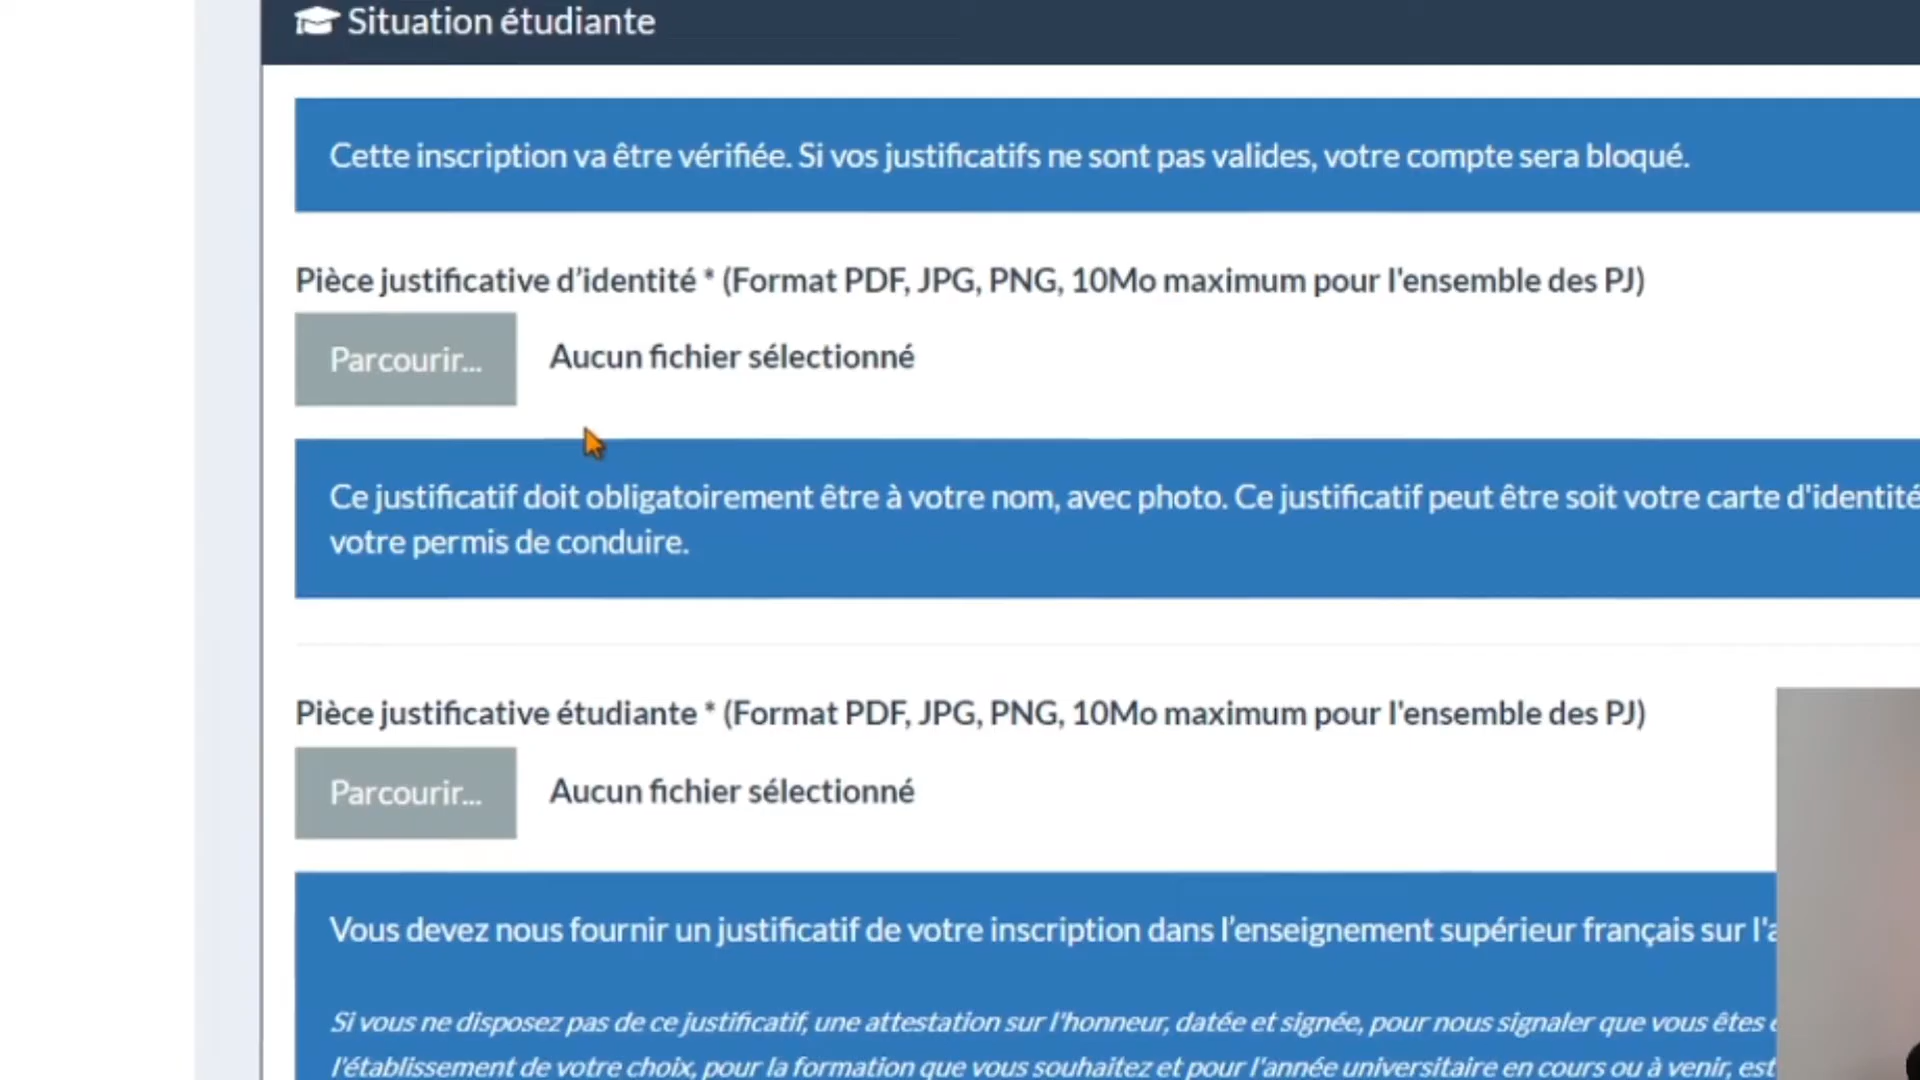 Situation étudiante
Cette inscription va être vérifiée. Si vos justificatifs ne sont pas valides, votre compte sera bloqué.
Pièce justificative d’identité * (Format PDF, JPG, PNG, 10Mo maximum pour l'ensemble des PJ)
Parcourir... Aucun fichier sélectionné
Ce justificatif doit obligatoirement être à votre nom, avec photo. Ce justificatif peut être soit votre carte d'identité
votre permis de conduire.
Pièce justificative étudiante * (Format PDF, JPG, PNG, 10Mo maximum pour l'ensemble des PJ)
Parcourir... Aucun fichier sélectionné
Vous devez nous fournir un justificatif de votre inscription dans l’enseignement supérieur français sur
Si vous ne disposez pas de ce justificatif, une attestation sur l'honneur, datée et signée, pour nous signaler que vous êtes
l'établissement de votre choix, pour la formation que vous souhaitez et pour l'année universitaire en cours ou à venir, est